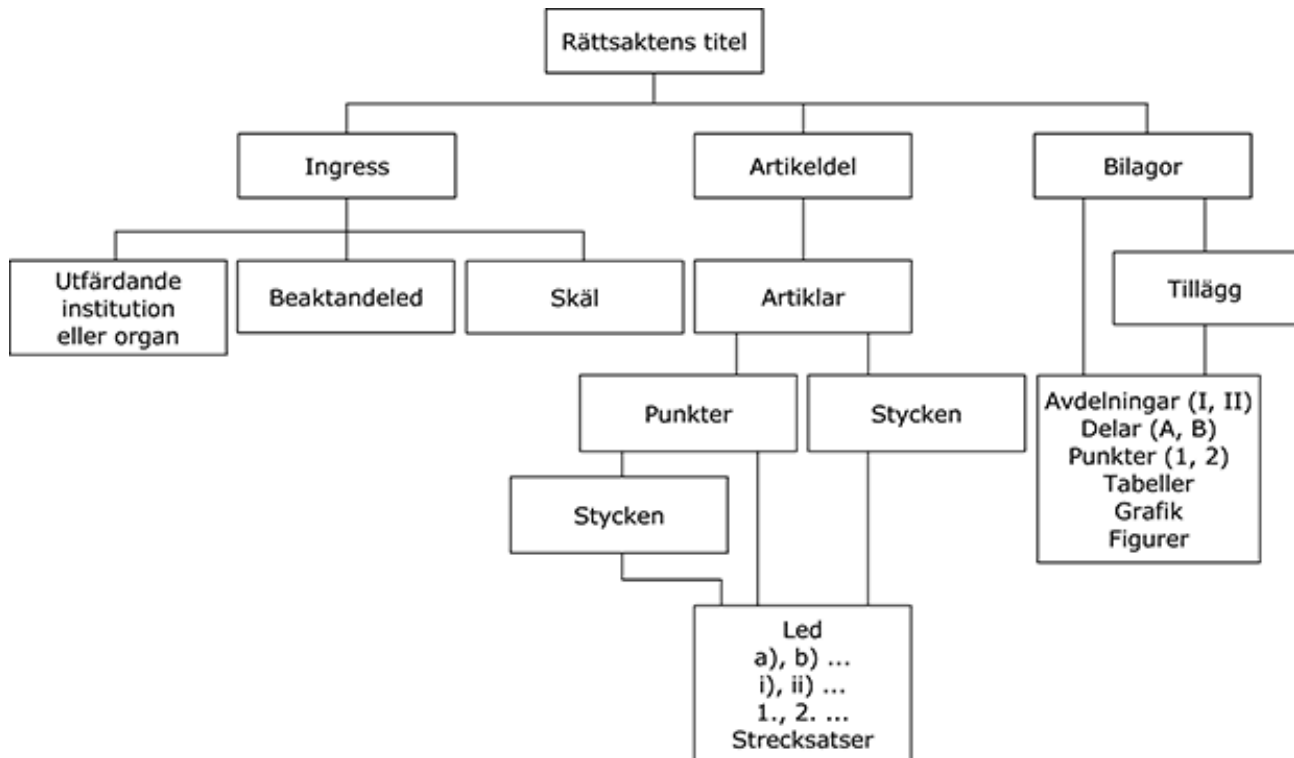 Rättsaktens titel
Ingress
Artikeldel
Bilagor
Utfärdande
institution
eller organ
Beaktandeled
Skäl
Artiklar
Tillägg
Punkter
Stycken
Avdelningar (I, II)
Delar (A, B)
Punkter (1, 2)
Tabeller
Grafik
Figurer
Stycken
Led
a), b) ...
i), ii) ...
1., 2. ...
Strecksatser